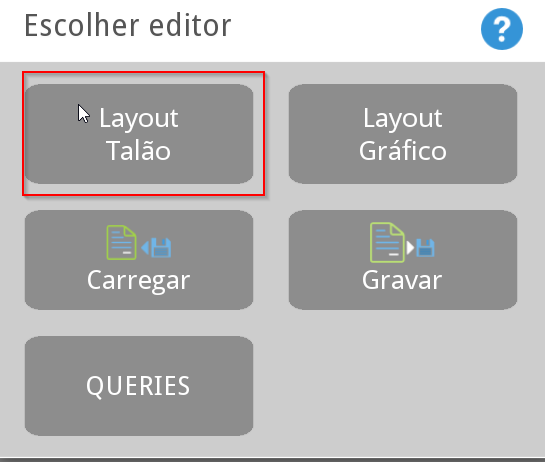 Escolher editor
?
Layout
Talão
Layout
Gráfico
Carregar
Gravar
QUERIES